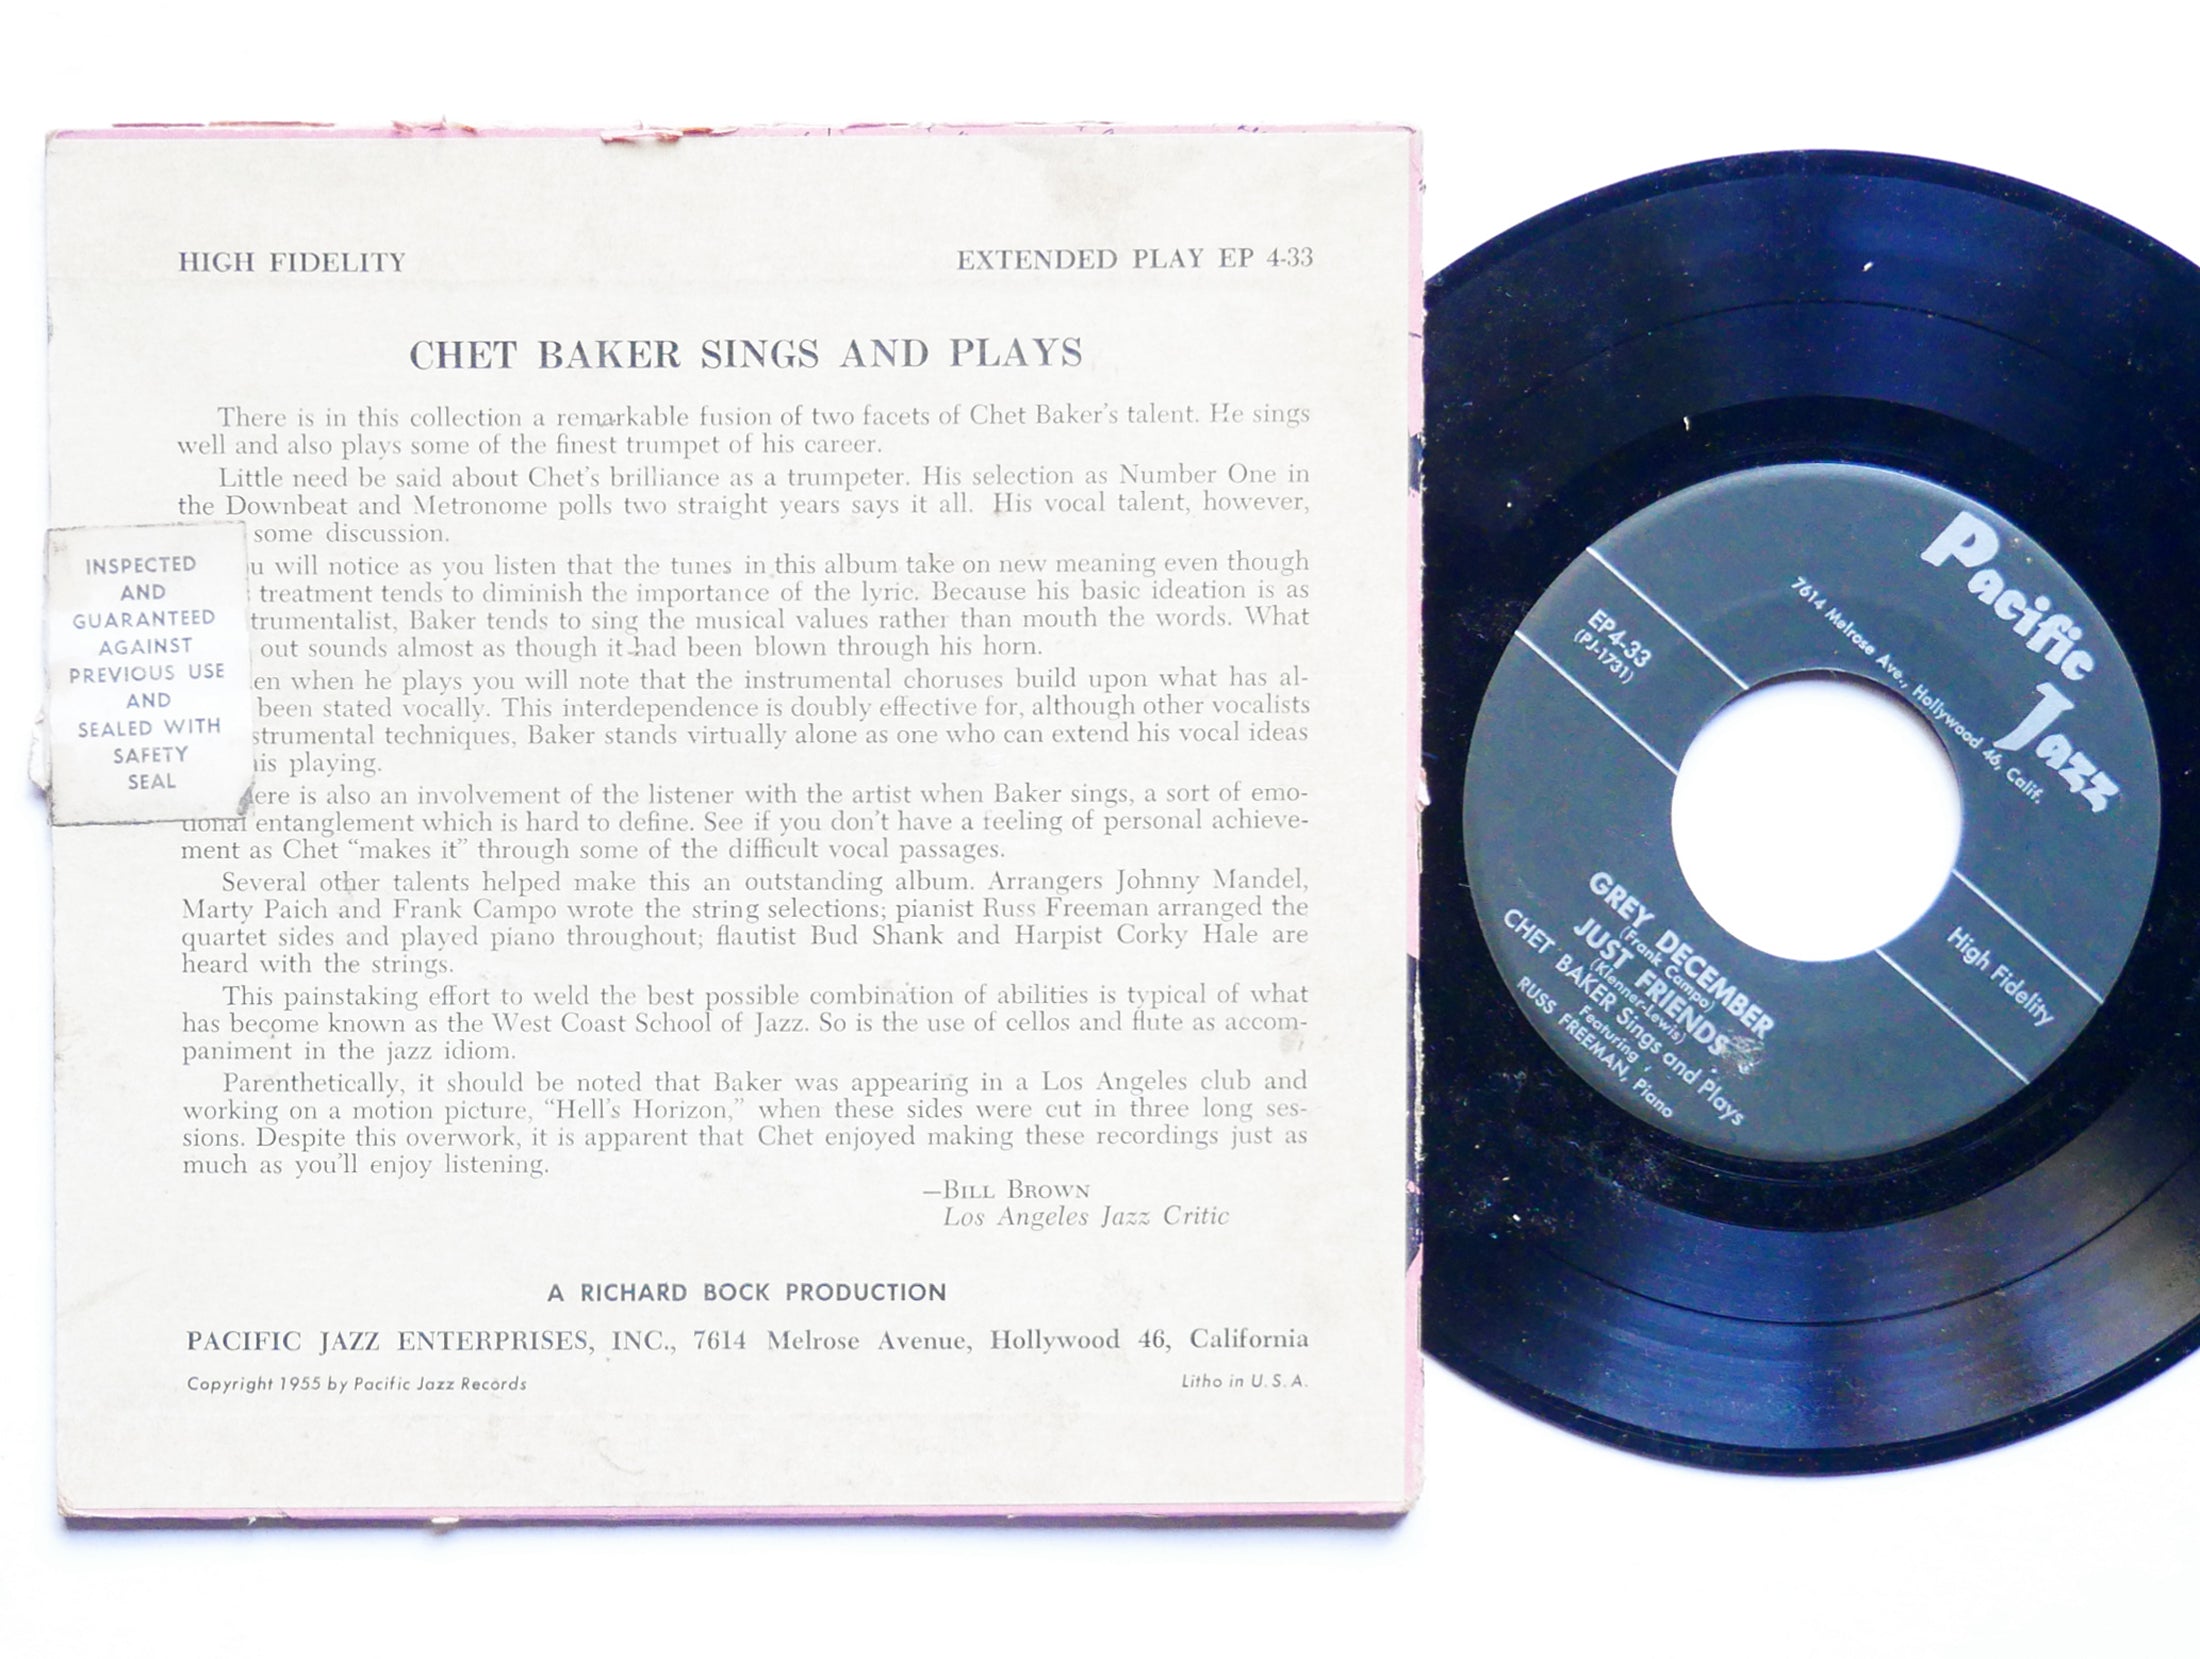 HIGH FIDELITY
EXTENDED PLAY EP 4-33
CHET BAKER SINGS AND PLAYS
There is in this collection a remarkable fusion of two facets of Chet Baker's talent. He sings
well and also plays some of the finest trumpet of his career.
Little need be said about Chet's brilliance as a trumpeter. His selection as Number One in
the Downbeat and Metronome polls two straight years says it all. His vocal talent, however,
some discussion.
u will notice as you listen that the tunes in this album take on new meaning even though
treatment tends to diminish the importance of the lyric. Because his basic ideation is as
trumentalist, Baker tends to sing the musical values rather than mouth the words. What
out sounds almost as though it had been blown through his horn.
en when he plays you will note that the instrumental choruses build upon what has al-
been stated vocally. This interdependence is doubly effective for, although other vocalists
strumental techniques, Baker stands virtually alone as one who can extend his vocal ideas
his playing.
ere is also an involvement of the listener with the artist when Baker sings, a sort of emo-
tional entanglement which is hard to define. See if you don't have a feeling of personal achieve-
ment as Chet "makes it" through some of the difficult vocal passages.
Several other talents helped make this an outstanding album. Arrangers Johnny Mandel,
Marty Paich and Frank Campo wrote the string selections; pianist Russ Freeman arranged the
quartet sides and played piano throughout; flautist Bud Shank and Harpist Corky Hale are
heard with the strings.
This painstaking effort to weld the best possible combination of abilities is typical of what
has become known as the West Coast School of Jazz. So is the use of cellos and flute as accom-
paniment in the jazz idiom.
Parenthetically, it should be noted that Baker was appearing in a Los Angeles club and
working on a motion picture, "Hell's Horizon," when these sides were cut in three long ses-
sions. Despite this overwork, it is apparent that Chet enjoyed making these recordings just as
much as you'll enjoy listening.
—BILL BROWN
Los Angeles Jazz Critic
A RICHARD BOCK PRODUCTION
PACIFIC JAZZ ENTERPRISES, INC., 7614 Melrose Avenue, Hollywood 46, California
Copyright 1955 by Pacific Jazz Records
Litho in U.S.A.
INSPECTED
AND
GUARANTEED
AGAINST
PREVIOUS USE
AND
SEALED WITH
SAFETY
SEAL
Pacific Jazz
7614 Melrose Ave., Hollywood 46, Calif.
EP4-33
(PJ-1731)
High Fidelity
GREY DECEMBER
(Frank Campo)
JUST FRIENDS
(Klenner-Lewis)
CHET BAKER Sings and Plays
Featuring
RUSS FREEMAN, Piano